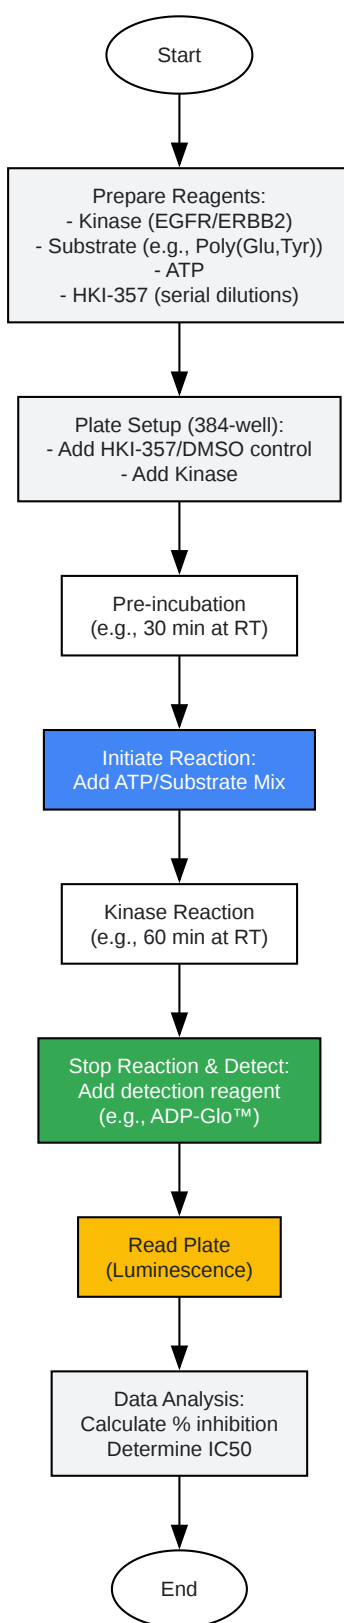 Start
Prepare Reagents:
- Kinase (EGFR/ERBB2)
- Substrate (e.g., Poly(Glu,Tyr))
- ATP
- HKI-357 (serial dilutions)
Plate Setup (384-well):
- Add HKI-357/DMSO control
- Add Kinase
Pre-incubation
(e.g., 30 min at RT)
Initiate Reaction:
Add ATP/Substrate Mix
Kinase Reaction
(e.g., 60 min at RT)
Stop Reaction & Detect:
Add detection reagent
(e.g., ADP-Glo™)
Read Plate
(Luminescence)
Data Analysis:
Calculate % inhibition
Determine IC50
End